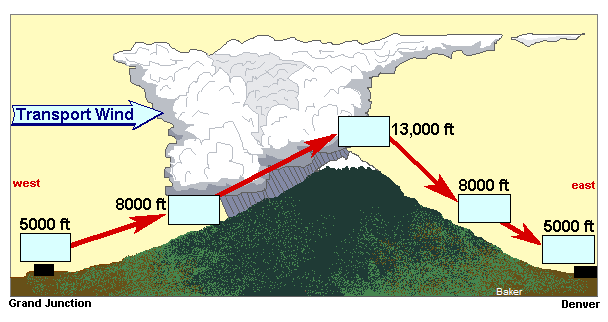 Transport Wind
13,000 ft
west
east
8000 ft
8000 ft
5000 ft
5000 ft
Baker
Grand Junction
Denver